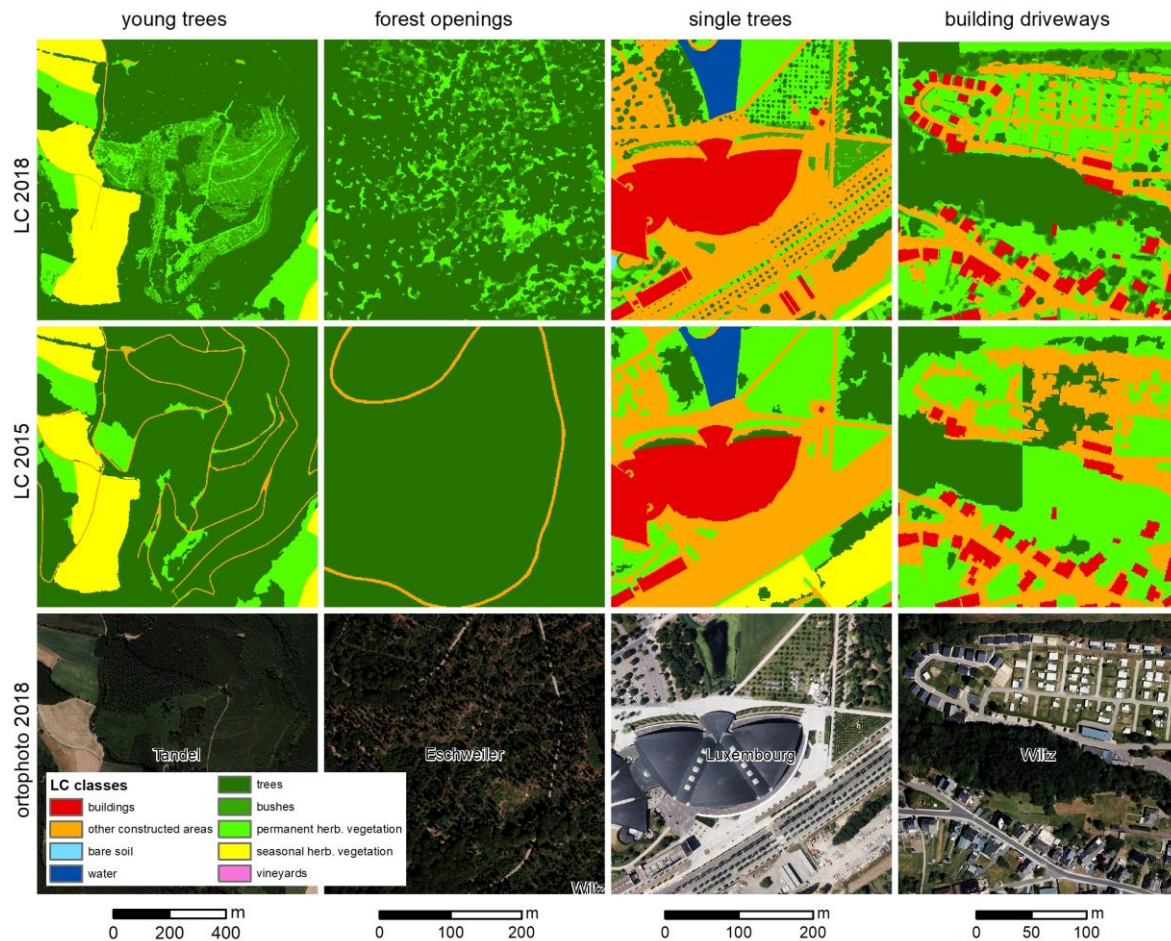 young trees
forest openings
single trees
building driveways
LC 2018
LC 2015
ortophoto 2018
Tandel
Eschweiler
Luxembourg
Wiltz
Wiltz
LC classes
buildings
other constructed areas
bare soil
water
trees
bushes
permanent herb. vegetation
seasonal herb. vegetation
vineyards
m
0 200 400
m
0 100 200
m
0 100 200
m
0 50 100